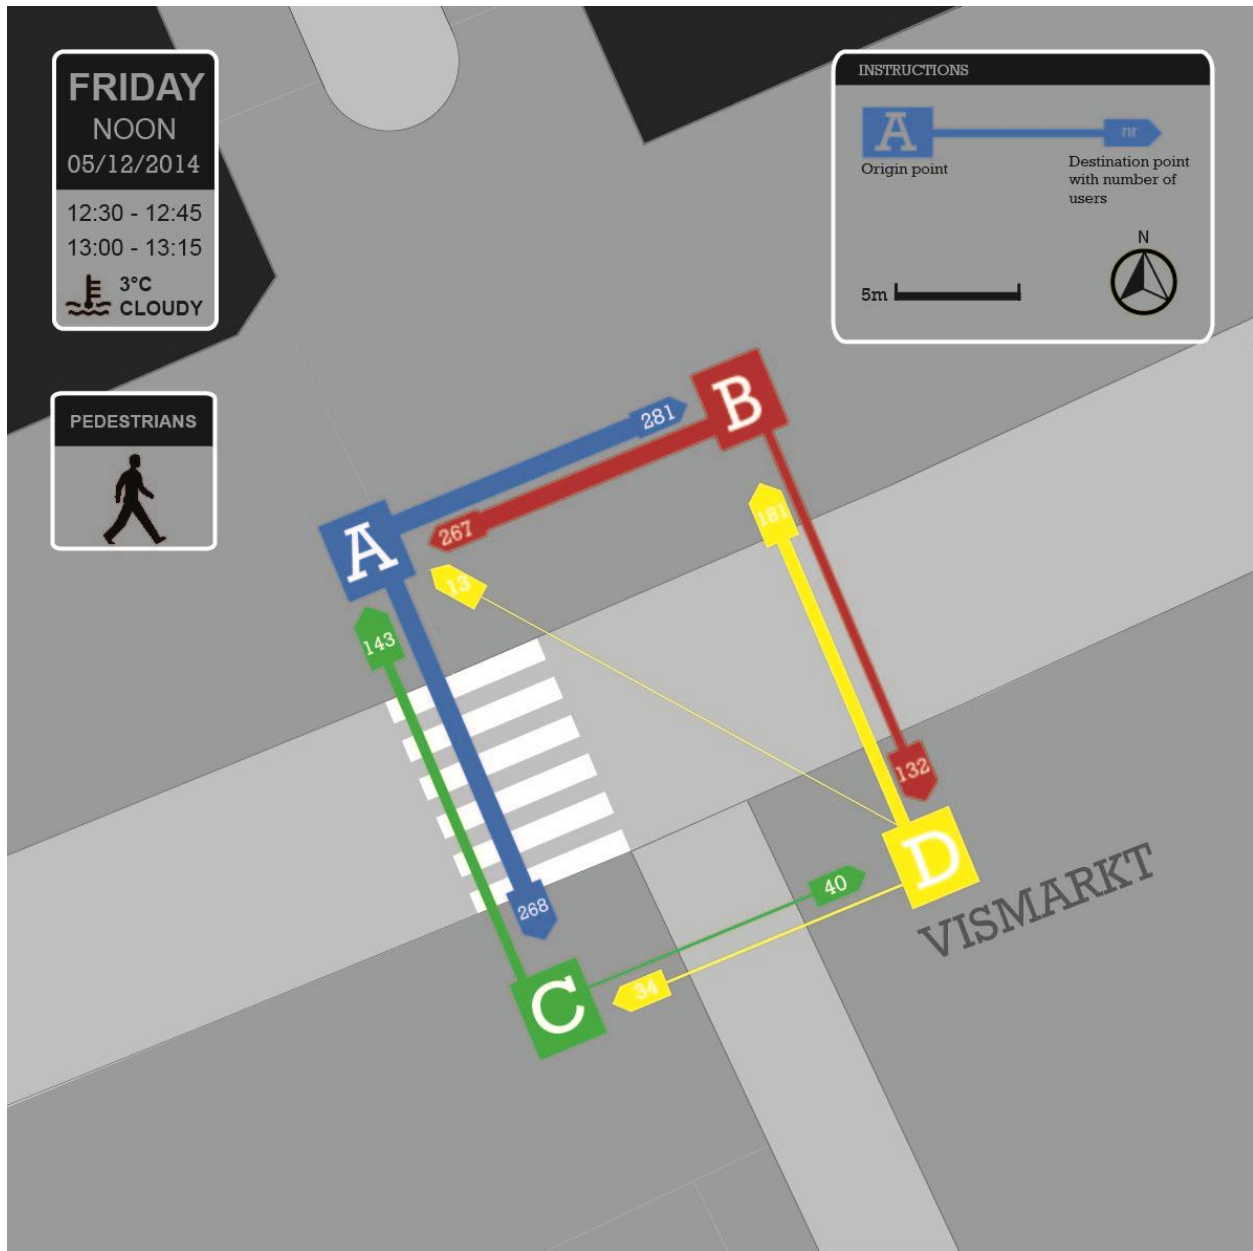 FRIDAY
NOON
05/12/2014
12:30 - 12:45
13:00 - 13:15
3°C
CLOUDY
PEDESTRIANS
INSTRUCTIONS
A
nr
Origin point
Destination point
with number of
users
N
5m
B
281
267
A
181
13
143
132
D
40
268
VISMARKT
34
C